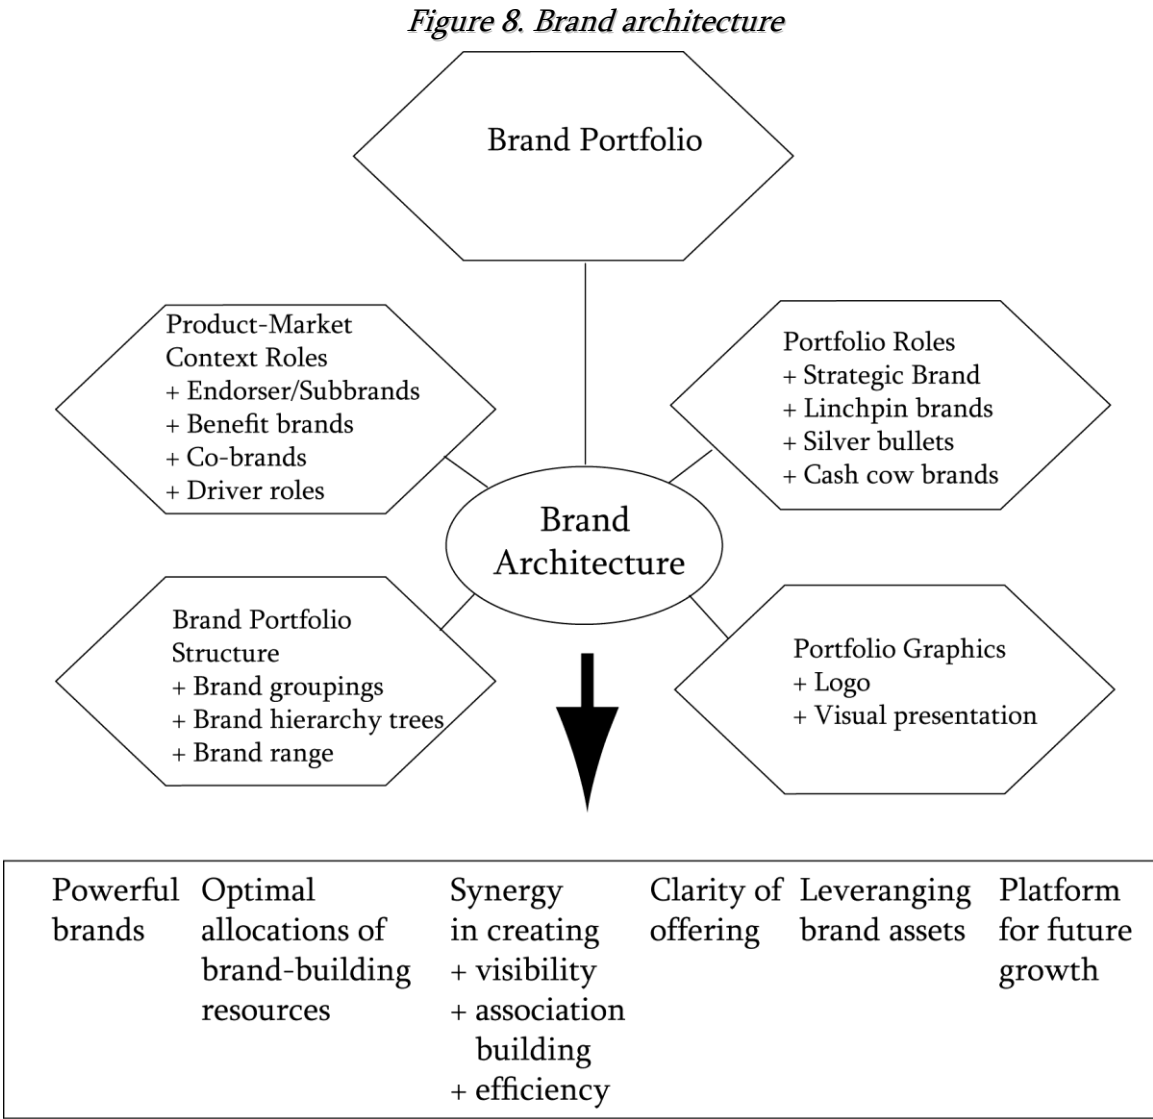 Figure 8. Brand architecture
Brand Portfolio
Product-Market
Context Roles
+ Endorser/Subbrands
+ Benefit brands
+ Co-brands
+ Driver roles
Portfolio Roles
+ Strategic Brand
+ Linchpin brands
+ Silver bullets
+ Cash cow brands
Brand
Architecture
Brand Portfolio
Structure
+ Brand groupings
+ Brand hierarchy trees
+ Brand range
Portfolio Graphics
+ Logo
+ Visual presentation
Powerful
brands
Optimal
allocations of
brand-building
resources
Synergy
in creating
+ visibility
+ association
building
+ efficiency
Clarity of
offering
Leveranging
brand assets
Platform
for future
growth